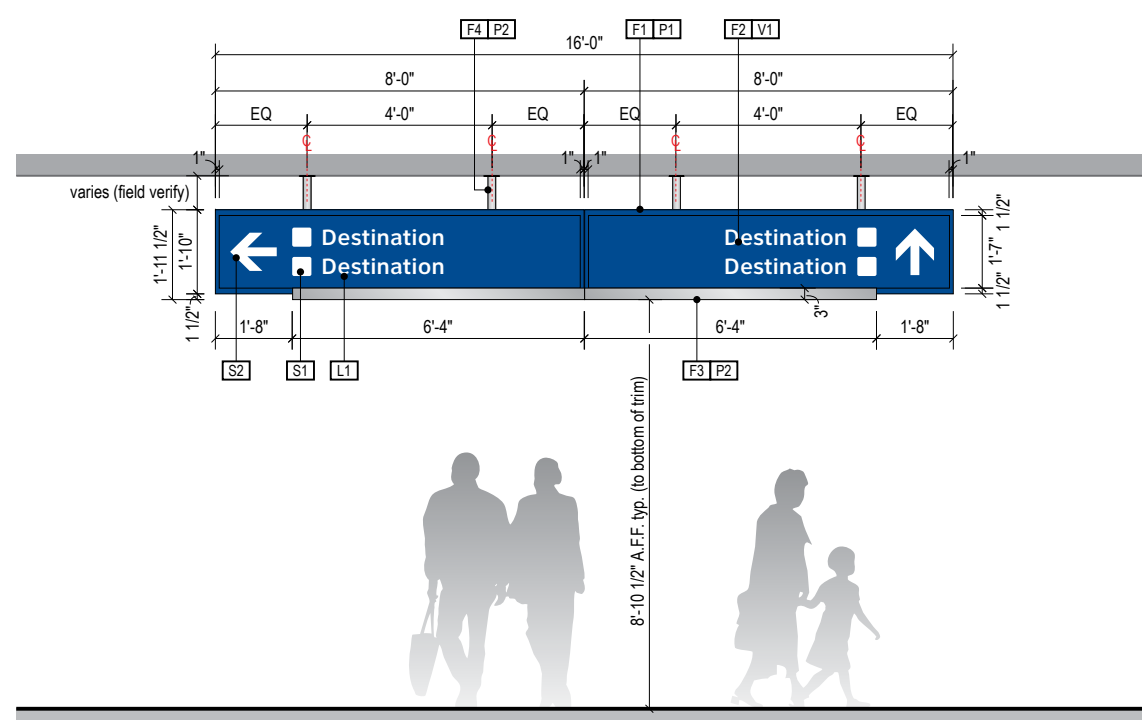 F4 P2
F1 P1
F2 V1
16'-0"
8'-0" 8'-0"
EQ 4'-0" EQ EQ 4'-0" EQ
℄ ℄ ℄ ℄
1" 1" 1" 1"
varies (field verify)
1'-11 1/2"
1'-10"
1 1/2"
Destination
Destination
Destination
Destination
1 1/2"
1'-7"
1 1/2"
3"
1'-8" 6'-4" 6'-4" 1'-8"
S2
S1
L1
F3 P2
8'-10 1/2" A.F.F. typ. (to bottom of trim)